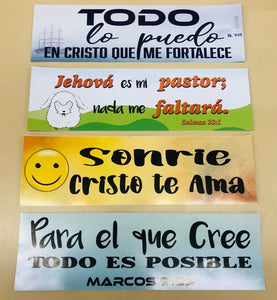 TODO
lo puedo
EN CRISTO QUE ME FORTALECE
Jehová es mi pastor;
nada me faltará.
Salmos 23:1
Sonrie
Cristo te Ama
Para el que Cree
TODO ES POSIBLE
MARCOS